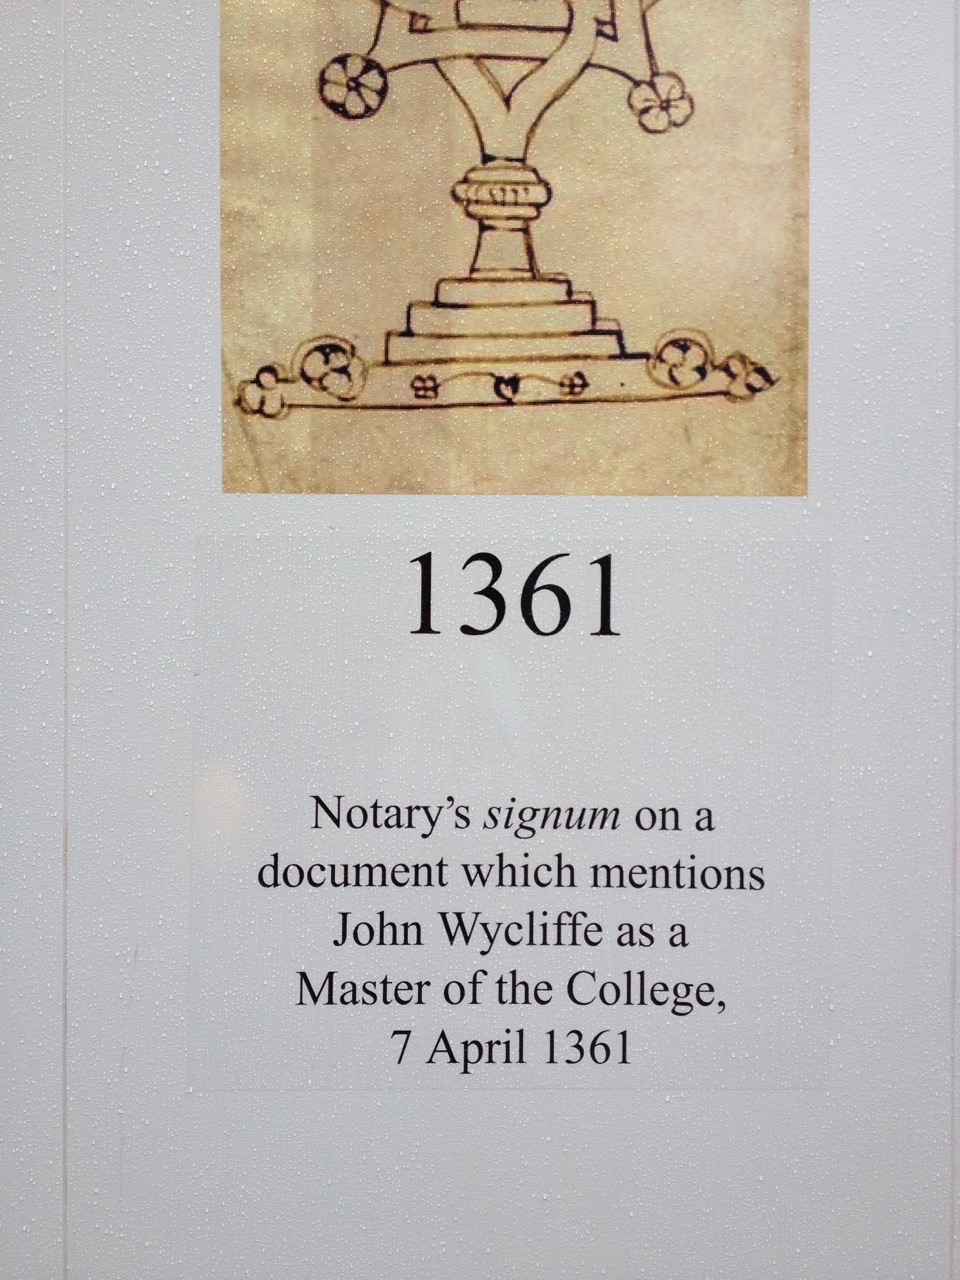 1361
Notary's signum on a
document which mentions
John Wycliffe as a
Master of the College,
7 April 1361